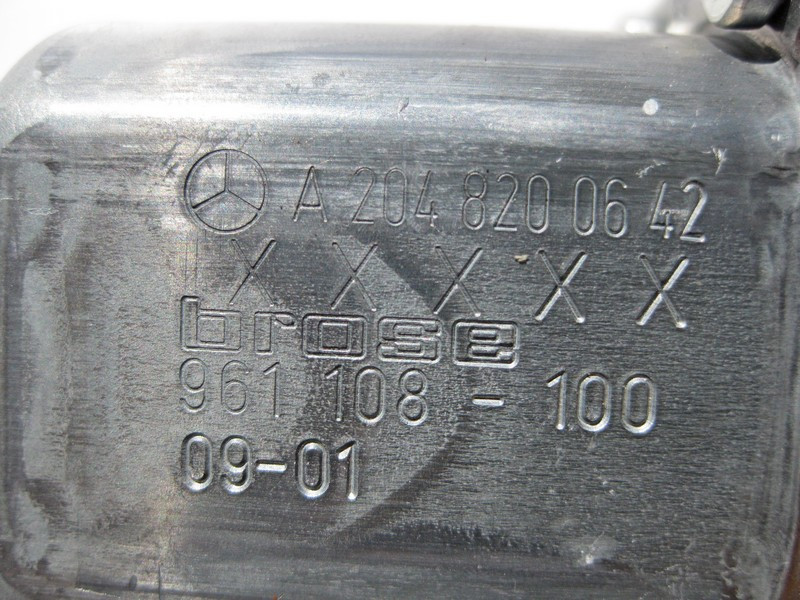 A 204 820 06 42
X X X X X
brose
961 108 - 100
09-01